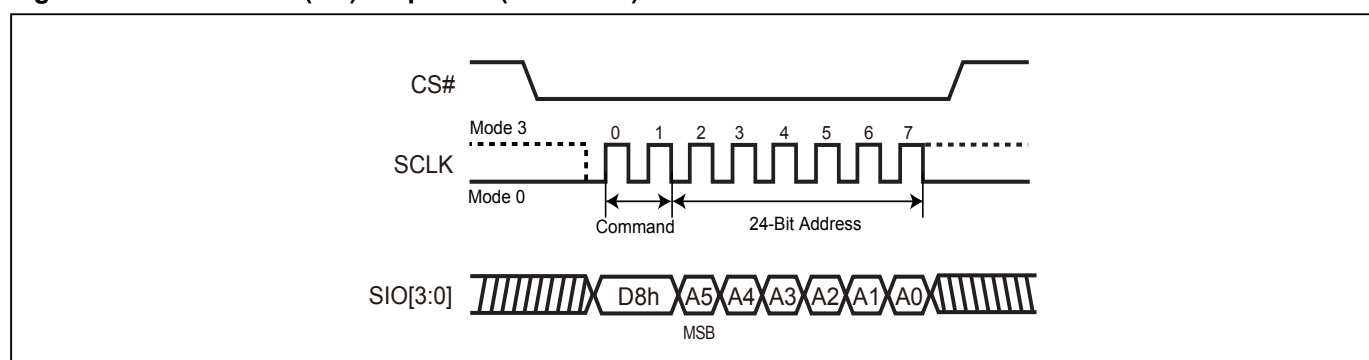 CS#
Mode 3
0 1 2 3 4 5 6 7
SCLK
Mode 0
Command
24-Bit Address
SIO[3:0]
D8h A5 A4 A3 A2 A1 A0
MSB